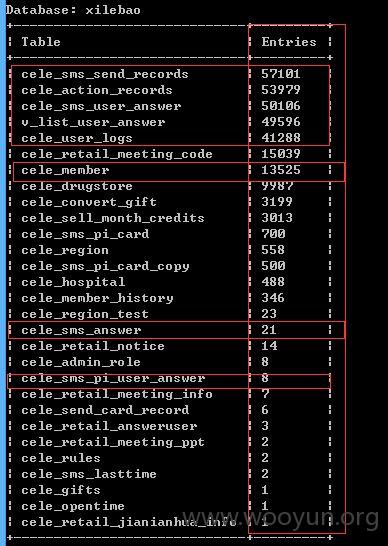 Database: xilebao
Table Entries
cele_sms_send_records 57101
cele_action_records 53979
cele_sms_user_answer 50106
v_list_user_answer 49596
cele_user_logs 41288
cele_retail_meeting_code 15039
cele_member 13525
cele_drugstore 9987
cele_convert_gift 3199
cele_sell_month_credits 3013
cele_sms_pi_card 700
cele_region 558
cele_sms_pi_card_copy 500
cele_hospital 488
cele_member_history 346
cele_region_test 23
cele_sms_answer 21
cele_retail_notice 14
cele_admin_role 8
cele_sms_pi_user_answer 8
cele_retail_meeting_info 7
cele_send_card_record 6
cele_retail_answeruser 3
cele_retail_meeting_ppt 2
cele_rules 2
cele_sms_lasttime 2
cele_gifts 1
cele_opentime 1
cele_retail_jianianhua_info 1
www.wooyun.org